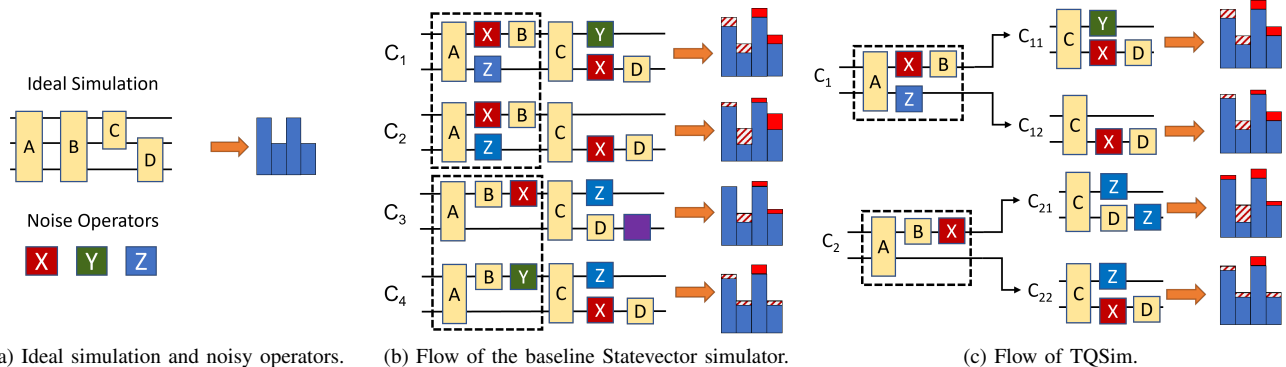 Ideal Simulation
A B C D
Noise Operators
X Y Z
C1 A X B Z C Y X D
C2 A X B Z C X D
C3 A B X C Z D
C4 A B Y C Z X D
C1 A X B Z
C11 C Y X D
C12 C X D
C2 A B X
C21 C Z D Z
C22 C Z X D
a) Ideal simulation and noisy operators.
(b) Flow of the baseline Statevector simulator.
(c) Flow of TQSim.